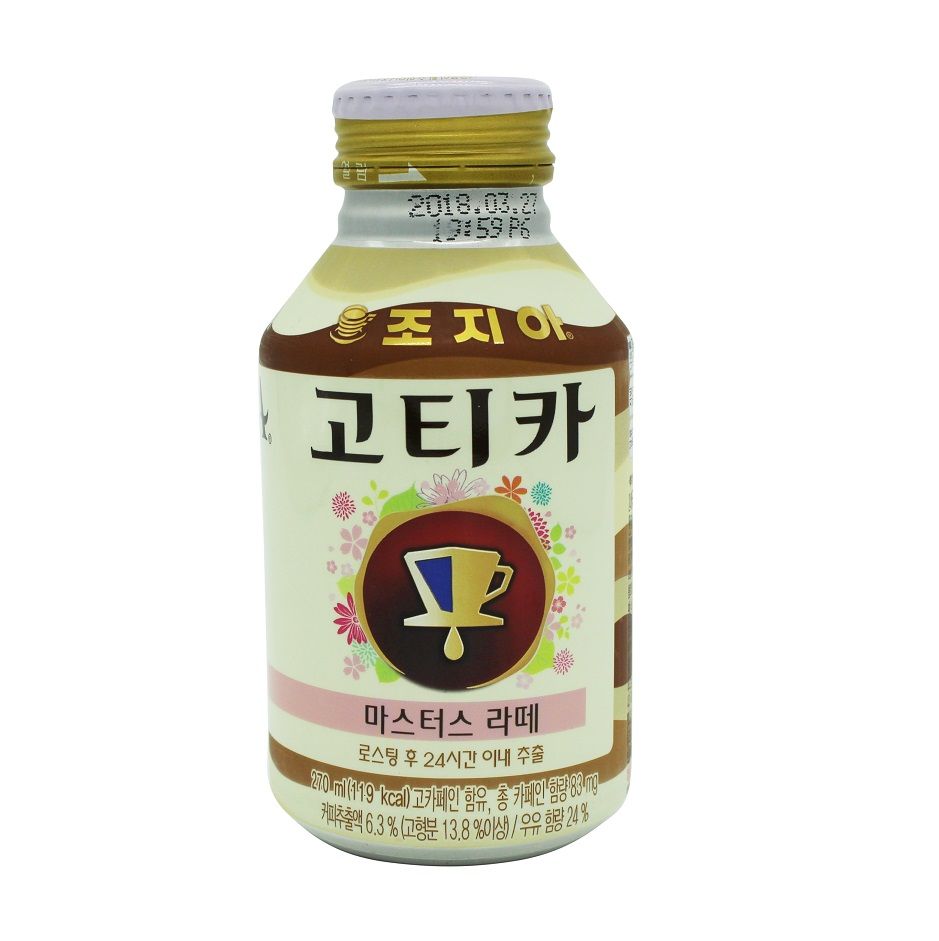 2018.03.27
조지아®
고티카
마스터스 라떼
로스팅 후 24시간 이내 추출
270 ml (119 kcal) 고카페인 함유, 총 카페인 함량 83 mg
커피추출액 6.3 % (고형분 13.8 %이상) / 우유 함량 24 %